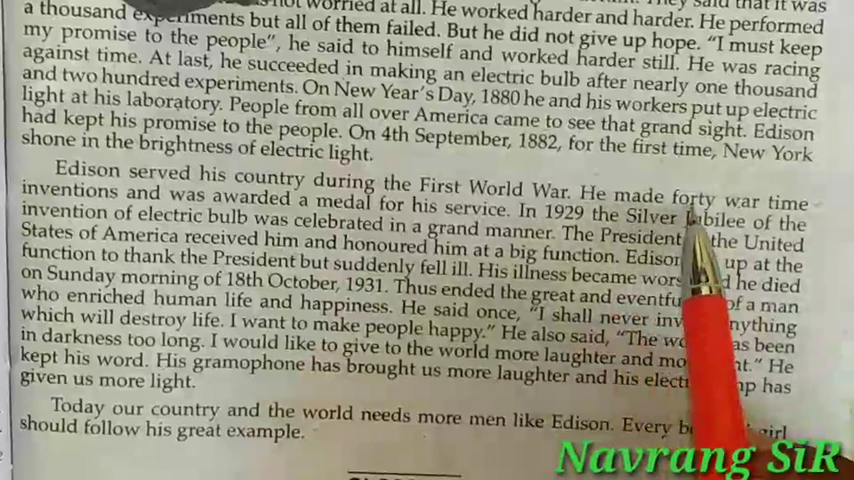 not worried at all. He worked harder and harder. He performed
a thousand experiments but all of them failed. But he did not give up hope. "I must keep
my promise to the people", he said to himself and worked harder still. He was racing
against time. At last, he succeeded in making an electric bulb after nearly one thousand
and two hundred experiments. On New Year's Day, 1880 he and his workers put up electric
light at his laboratory. People from all over America came to see that grand sight. Edison
had kept his promise to the people. On 4th September, 1882, for the first time, New York
shone in the brightness of electric light.
Edison served his country during the First World War. He made forty war time
inventions and was awarded a medal for his service. In 1929 the Silver Jubilee of the
invention of electric bulb was celebrated in a grand manner. The President the United
States of America received him and honoured him at a big function. Edison up at the
function to thank the President but suddenly fell ill. His illness became he died
on Sunday morning of 18th October, 1931. Thus ended the great and of a man
who enriched human life and happiness. He said once, "I shall never
which will destroy life. I want to make people happy." He also said, "The been
in darkness too long. I would like to give to the world more laughter and He
kept his word. His gramophone has brought us more laughter and his has
given us more light.
Today our country and the world needs more men like Edison. Every girl
should follow his great example.
Navrang SiR